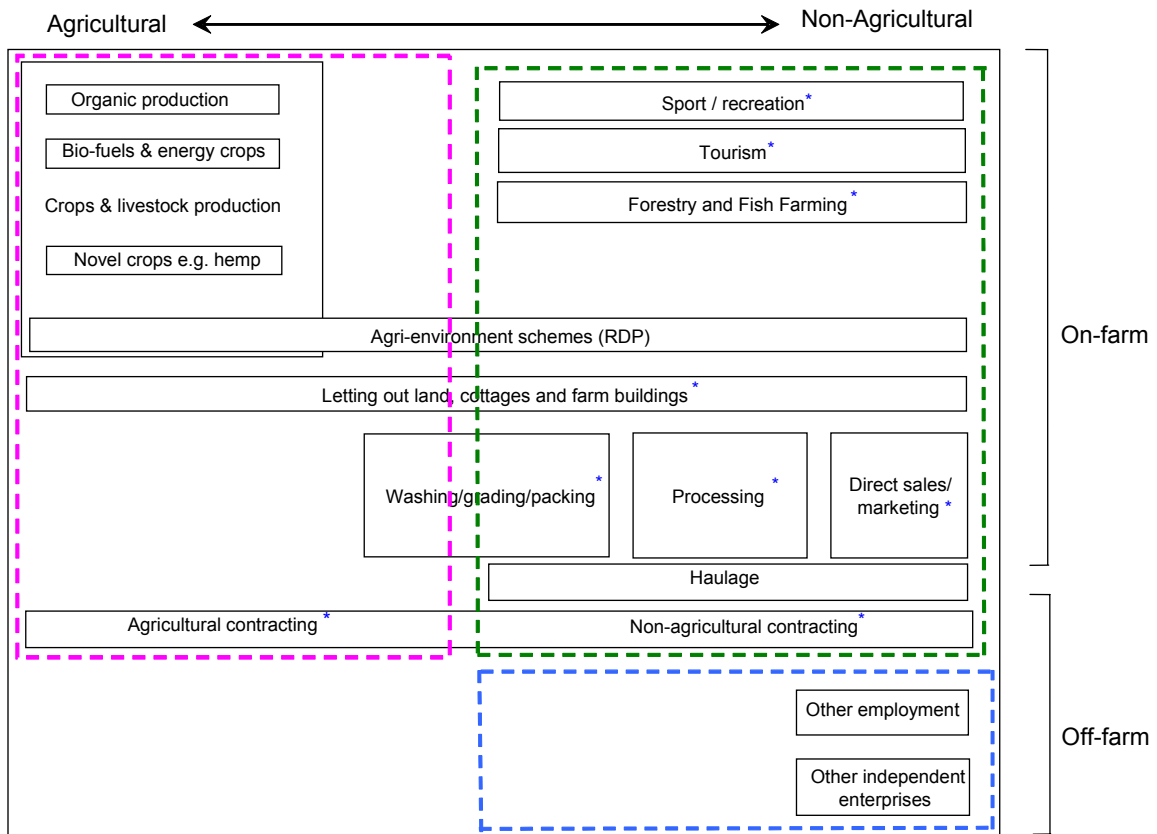 Agricultural
Non-Agricultural
Organic production
Sport / recreation*
Bio-fuels & energy crops
Tourism*
Crops & livestock production
Forestry and Fish Farming*
Novel crops e.g. hemp
Agri-environment schemes (RDP)
On-farm
Letting out land, cottages and farm buildings*
Washing/grading/packing*
Processing*
Direct sales/
marketing*
Haulage
Agricultural contracting*
Non-agricultural contracting*
Other employment
Off-farm
Other independent
enterprises